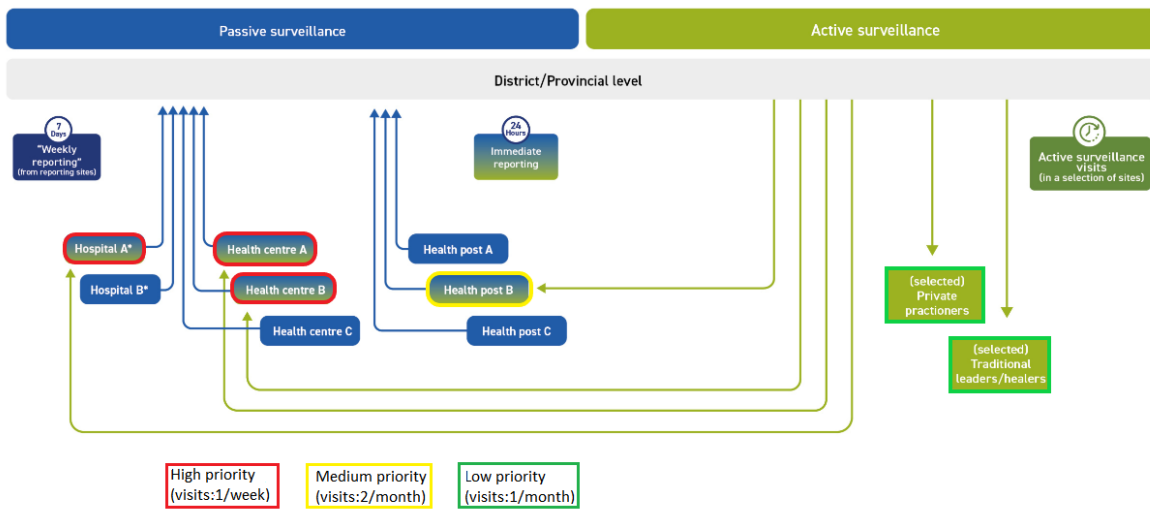 Passive surveillance
Active surveillance
District/Provincial level
7
Days
"Weekly
reporting"
(from reporting sites)
24
Hours
Immediate
reporting
Active surveillance
visits
(in a selection of sites)
Hospital A*
Health centre A
Health post A
Hospital B*
Health centre B
Health post B
Health centre C
Health post C
(selected)
Private
practioners
(selected)
Traditional
leaders/healers
High priority
(visits:1/week)
Medium priority
(visits:2/month)
Low priority
(visits:1/month)